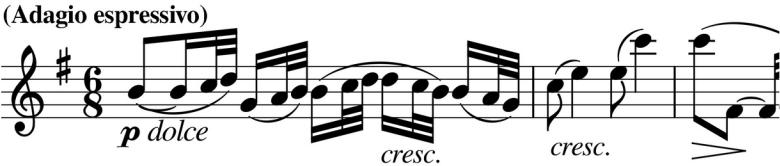 (Adagio espressivo)
6
8
p dolce
cresc.
cresc.